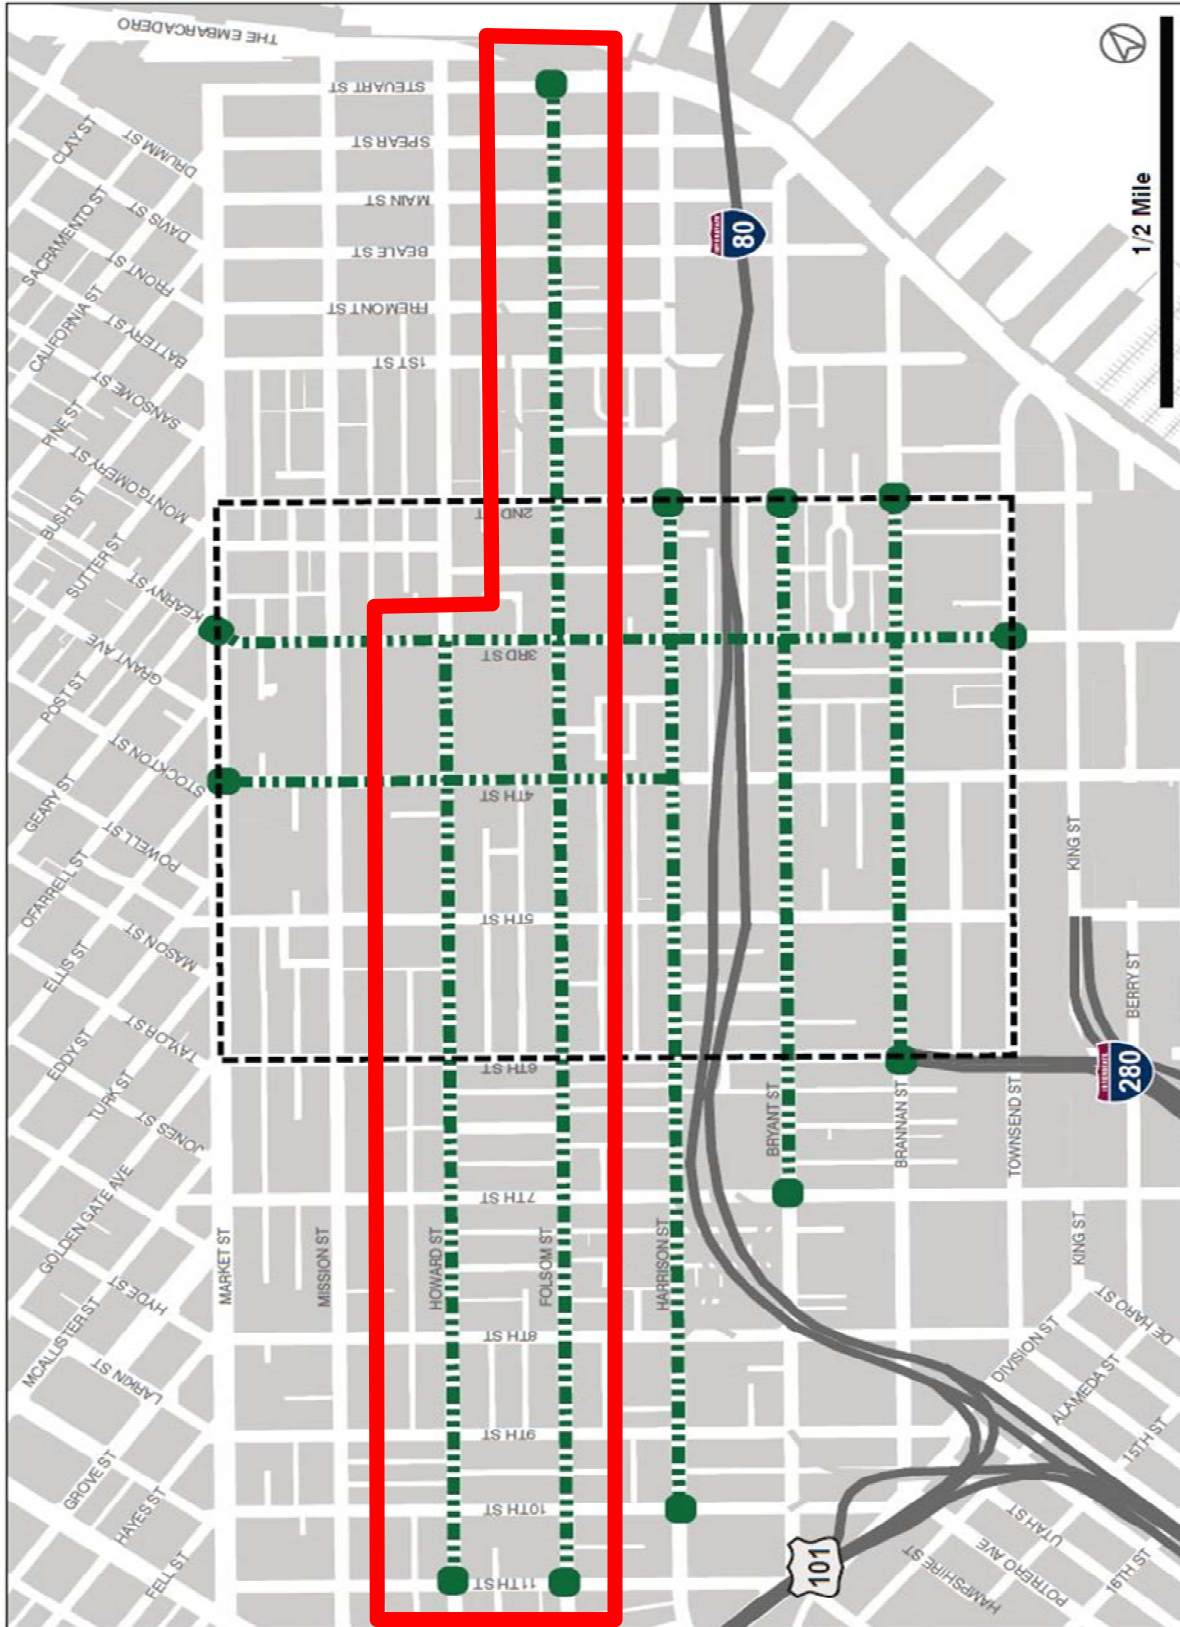 THE EMBARCADERO
STEUART ST
SPEAR ST
MAIN ST
BEALE ST
FREMONT ST
1ST ST
2ND ST
3RD ST
4TH ST
5TH ST
6TH ST
7TH ST
8TH ST
9TH ST
10TH ST
11TH ST
CLAY ST
DRUMM ST
SACRAMENTO ST
DAVIS ST
FRONT ST
CALIFORNIA ST
BATTERY ST
SANSOME ST
PINE ST
MONTGOMERY ST
BUSH ST
SUTTER ST
KEARNY ST
GRANT AVE
POST ST
STOCKTON ST
GEARY ST
POWELL ST
OFARRELL ST
MASON ST
ELLIS ST
TAYLOR ST
EDDY ST
TURK ST
JONES ST
GOLDEN GATE AVE
HYDE ST
MCALLISTER ST
LARKIN ST
GROVE ST
HAYES ST
FELL ST
MARKET ST
MISSION ST
HOWARD ST
FOLSOM ST
HARRISON ST
BRYANT ST
BRANNAN ST
TOWNSEND ST
KING ST
BERRY ST
KING ST
DE HARO ST
DIVISION ST
ALAMEDA ST
15TH ST
UTAH ST
POTRERO AVE
16TH ST
HAMPSHIRE ST
INTERSTATE
80
INTERSTATE
280
101
1/2 Mile